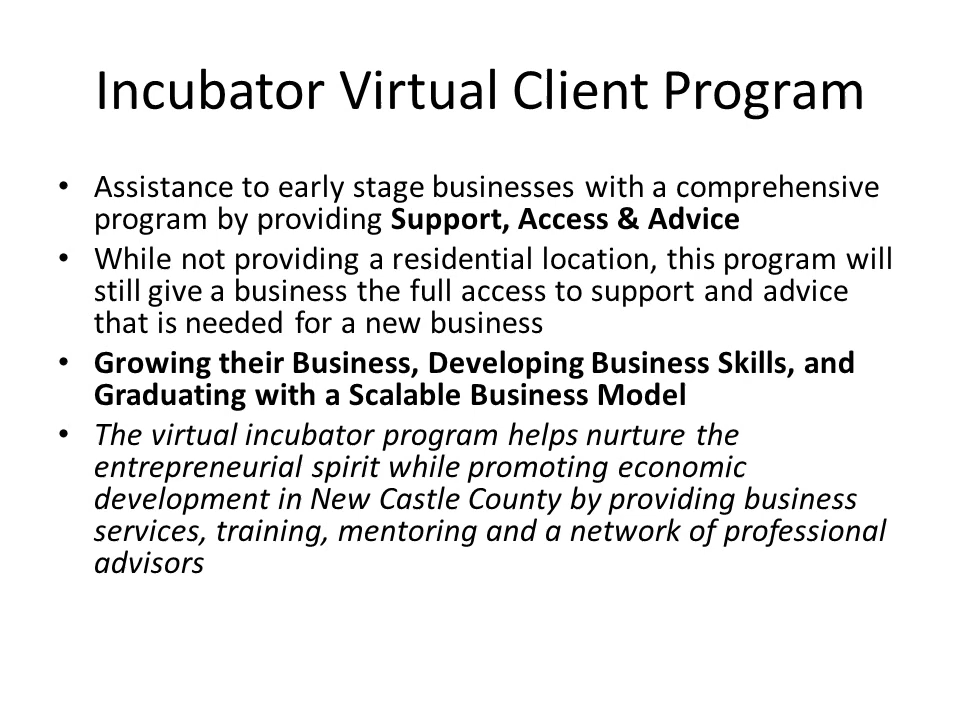 Incubator Virtual Client Program
• Assistance to early stage businesses with a comprehensive
program by providing Support, Access & Advice
• While not providing a residential location, this program will
still give a business the full access to support and advice
that is needed for a new business
• Growing their Business, Developing Business Skills, and
Graduating with a Scalable Business Model
• The virtual incubator program helps nurture the
entrepreneurial spirit while promoting economic
development in New Castle County by providing business
services, training, mentoring and a network of professional
advisors